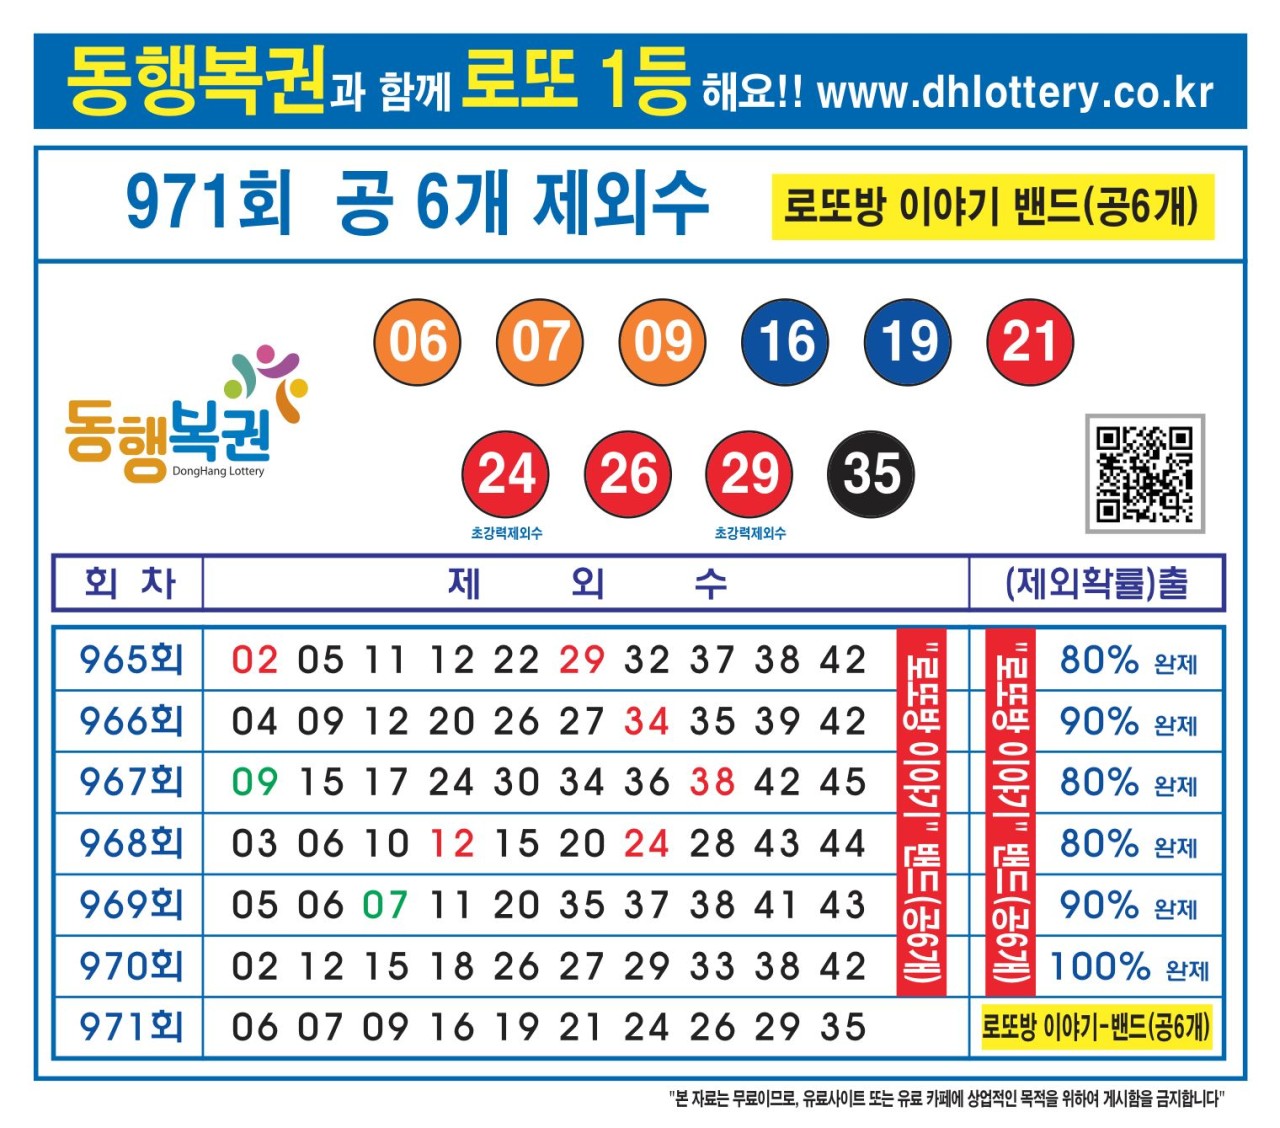 동행복권과 함께 로또 1등 해요!! www.dhlottery.co.kr
971회 공 6개 제외수 로또방 이야기 밴드(공6개)
06 07 09 16 19 21
동행복권
DongHang Lottery
24 26 29 35
초강력제외수 초강력제외수
회 차 제 외 수 (제외확률)출
965회 02 05 11 12 22 29 32 37 38 42 80% 완제
966회 04 09 12 20 26 27 34 35 39 42 90% 완제
967회 09 15 17 24 30 34 36 38 42 45 80% 완제
968회 03 06 10 12 15 20 24 28 43 44 80% 완제
969회 05 06 07 11 20 35 37 38 41 43 90% 완제
970회 02 12 15 18 26 27 29 33 38 42 100% 완제
"로또방 이야기" 밴드(공6개)
"로또방 이야기" 밴드(공6개)
971회 06 07 09 16 19 21 24 26 29 35 로또방 이야기-밴드(공6개)
"본 자료는 무료이므로, 유료사이트 또는 유료 카페에 상업적인 목적을 위하여 게시함을 금지합니다"